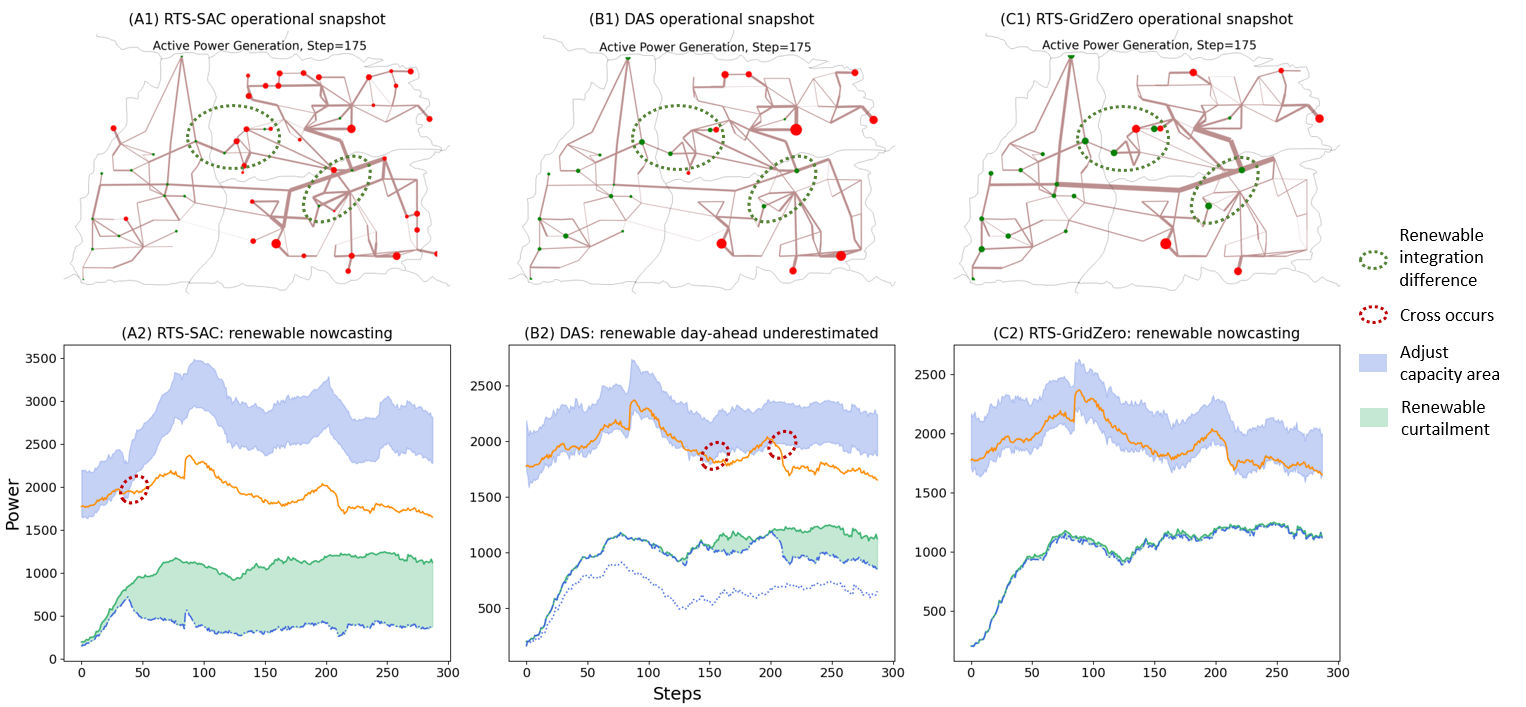 (A1) RTS-SAC operational snapshot
Active Power Generation, Step=175
(B1) DAS operational snapshot
Active Power Generation, Step=175
(C1) RTS-GridZero operational snapshot
Active Power Generation, Step=175
Renewable
integration
difference
Cross occurs
Adjust
capacity area
Renewable
curtailment
(A2) RTS-SAC: renewable nowcasting
3500
3000
2500
2000
1500
1000
500
0
0 50 100 150 200 250 300
Power
(B2) DAS: renewable day-ahead underestimated
2500
2000
1500
1000
500
0 50 100 150 200 250 300
Steps
(C2) RTS-GridZero: renewable nowcasting
2500
2000
1500
1000
500
0 50 100 150 200 250 300